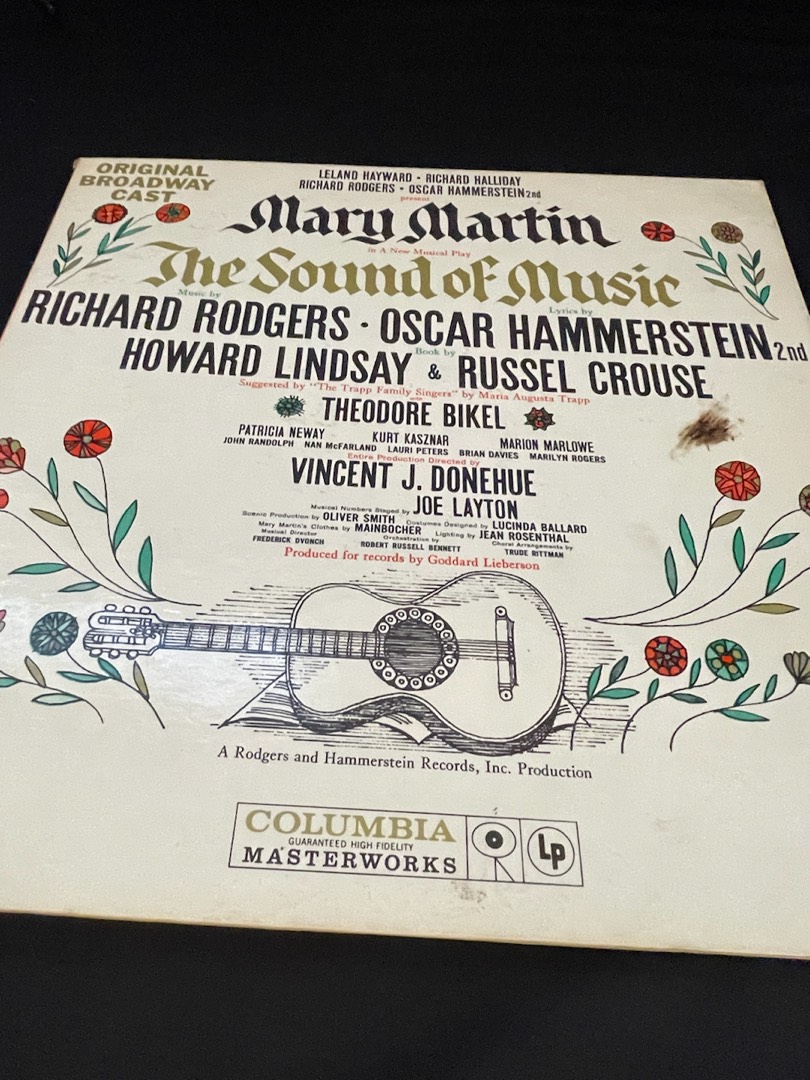 ORIGINAL
BROADWAY
CAST
LELAND HAYWARD · RICHARD HALLIDAY
RICHARD RODGERS · OSCAR HAMMERSTEIN 2nd
present
Mary Martin
in A New Musical Play
The Sound of Music
Music by Lyrics by
RICHARD RODGERS · OSCAR HAMMERSTEIN 2nd
Book by
HOWARD LINDSAY & RUSSEL CROUSE
Suggested by "The Trapp Family Singers" by Maria Augusta Trapp
with
THEODORE BIKEL
PATRICIA NEWAY KURT KASZNAR MARION MARLOWE
JOHN RANDOLPH NAN McFARLAND LAURI PETERS BRIAN DAVIES MARILYN ROGERS
Entire Production Directed by
VINCENT J. DONEHUE
Musical Numbers Staged by JOE LAYTON
Scenic Production by OLIVER SMITH Costumes Designed by LUCINDA BALLARD
Mary Martin's Clothes by MAINBOCHER Lighting by JEAN ROSENTHAL
Musical Director Orchestration by Choral Arrangements by
FREDERICK DVONCH ROBERT RUSSELL BENNETT TRUDE RITTMAN
Produced for records by Goddard Lieberson
A Rodgers and Hammerstein Records, Inc. Production
COLUMBIA
GUARANTEED HIGH FIDELITY
MASTERWORKS
Lp